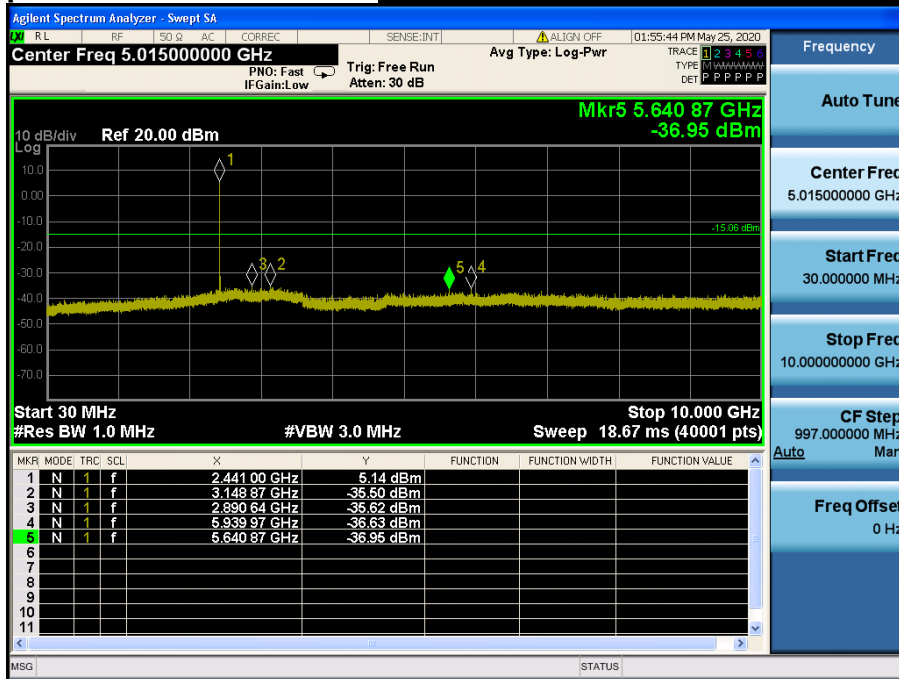 Agilent Spectrum Analyzer - Swept SA
LXI RL RF 50 Ω AC CORREC SENSE:INT ALIGN OFF 01:55:44 PM May 25, 2020
Center Freq 5.015000000 GHz
PNO: Fast
IFGain:Low
Trig: Free Run
Atten: 30 dB
Avg Type: Log-Pwr
TRACE 1 2 3 4 5 6
TYPE M WWWWW
DET P P P P P P
Mkr5 5.640 87 GHz
-36.95 dBm
10 dB/div Ref 20.00 dBm
Log
10.0
0.00
-10.0
-20.0
-30.0
-40.0
-50.0
-60.0
-70.0
-15.06 dBm
1
3 2
5 4
Start 30 MHz Stop 10.000 GHz
#Res BW 1.0 MHz #VBW 3.0 MHz Sweep 18.67 ms (40001 pts)
MKR MODE TRC SCL X Y FUNCTION FUNCTION WIDTH FUNCTION VALUE
1 N 1 f 2.441 00 GHz 5.14 dBm
2 N 1 f 3.148 87 GHz -35.50 dBm
3 N 1 f 2.890 64 GHz -35.62 dBm
4 N 1 f 5.939 97 GHz -36.63 dBm
5 N 1 f 5.640 87 GHz -36.95 dBm
6
7
8
9
10
11
MSG STATUS
Frequency
Auto Tune
Center Freq
5.015000000 GHz
Start Freq
30.000000 MHz
Stop Freq
10.000000000 GHz
CF Step
997.000000 MHz
Auto Man
Freq Offset
0 Hz